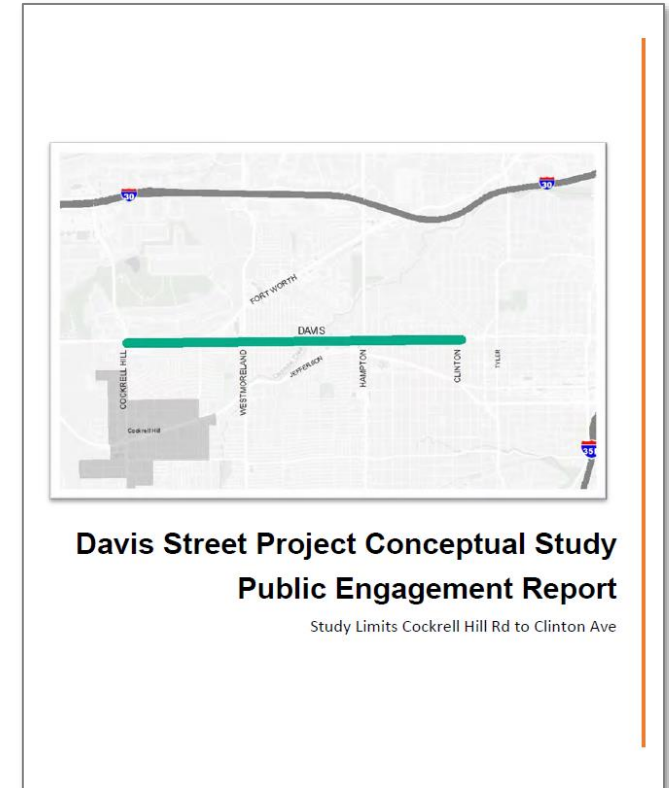 30
30
FORT WORTH
DAVIS
COCKRELL HILL
WESTMORELAND
JEFFERSON
HAMPTON
CLINTON
TYLER
Cockrell Hill
35E
Davis Street Project Conceptual Study
Public Engagement Report
Study Limits Cockrell Hill Rd to Clinton Ave